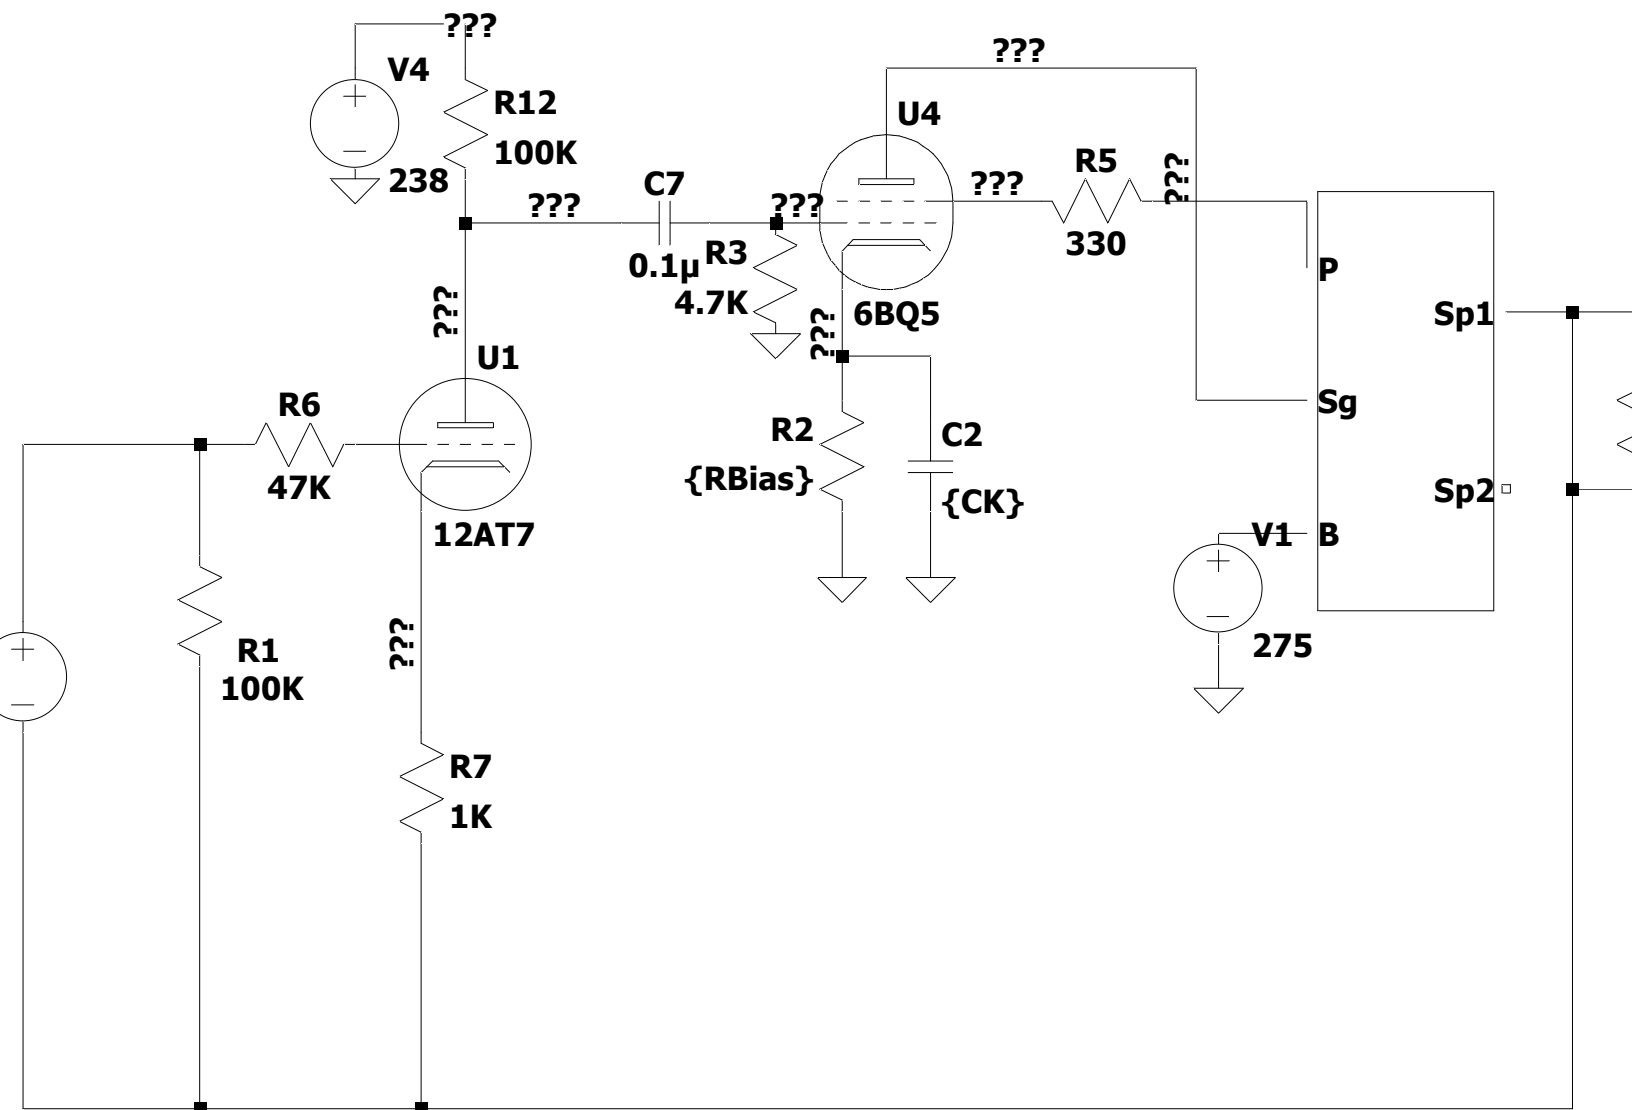 ???
V4
R12
100K
238
???
C7
0.1µ
???
R3
4.7K
???
U4
???
R5
330
???
6BQ5
???
P
Sp1
Sg
Sp2
B
???
U1
R6
47K
12AT7
R2
{RBias}
C2
{CK}
V1
275
R1
100K
???
R7
1K